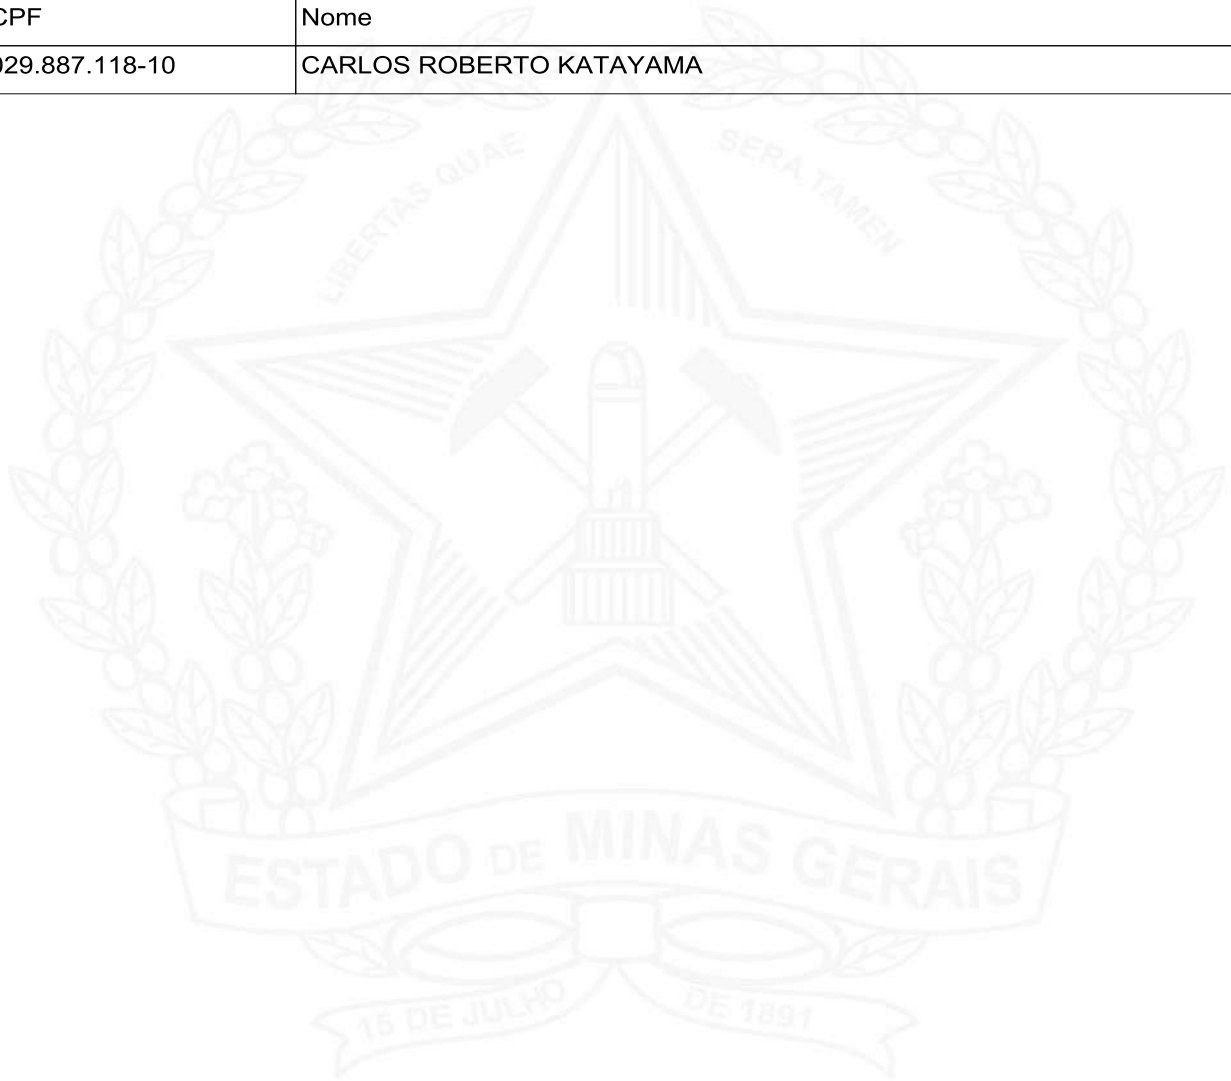 CPF Nome
029.887.118-10 CARLOS ROBERTO KATAYAMA
LIBERTAS QUAE SERA TAMEN
ESTADO DE MINAS GERAIS
15 DE JULHO DE 1891